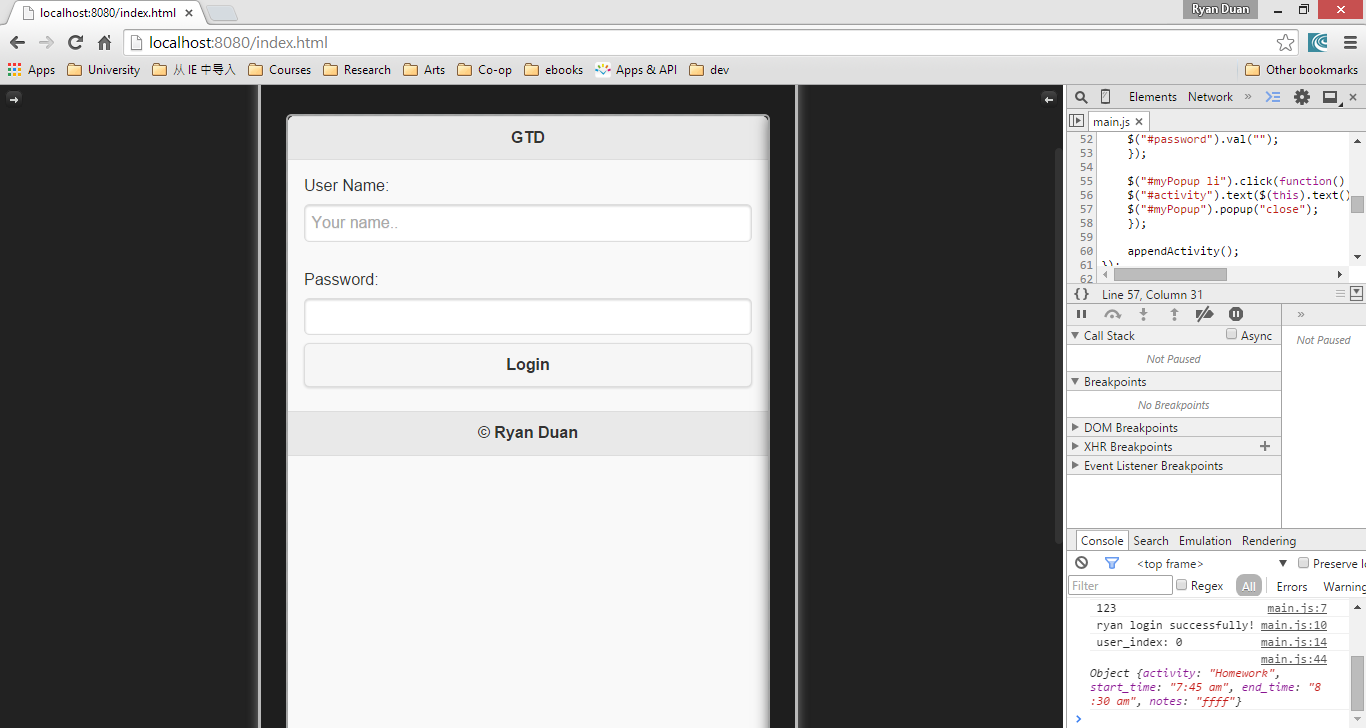 localhost:8080/index.html
Ryan Duan
localhost:8080/index.html
Apps University 从 IE 中导入 Courses Research Arts Co-op ebooks Apps & API dev Other bookmarks
GTD
User Name:
Your name..
Password:
Login
© Ryan Duan
Elements Network »
main.js
52 $("#password").val("");
53 });
54
55 $("#myPopup li").click(function()
56 $("#activity").text($(this).text()
57 $("#myPopup").popup("close");
58 });
59
60 appendActivity();
61 });
62
{} Line 57, Column 31
»
Call Stack Async
Not Paused
Not Paused
Breakpoints
No Breakpoints
DOM Breakpoints
XHR Breakpoints
Event Listener Breakpoints
Console Search Emulation Rendering
<top frame> Preserve lo
Filter Regex All Errors Warning
123 main.js:7
ryan login successfully! main.js:10
user_index: 0 main.js:14
main.js:44
Object {activity: "Homework",
start_time: "7:45 am", end_time: "8
:30 am", notes: "ffff"}
>